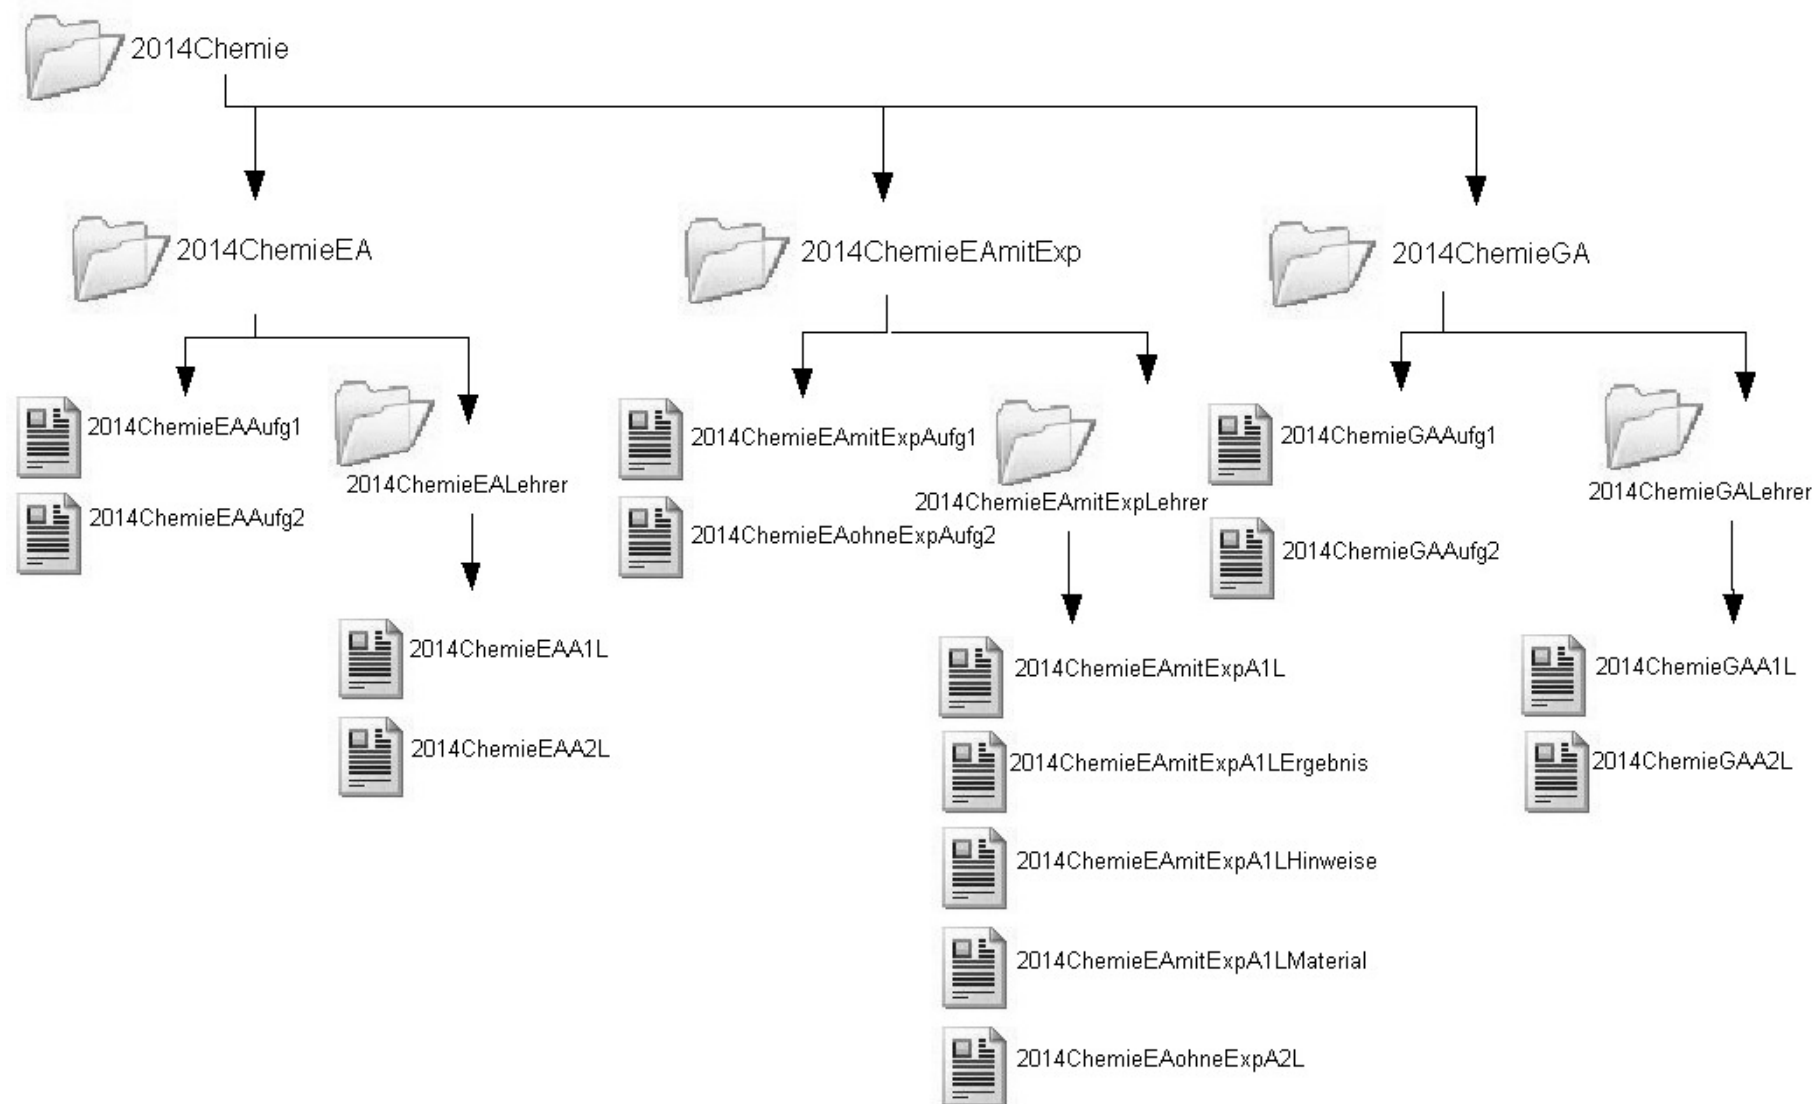 2014Chemie
2014ChemieEA
2014ChemieEAmitExp
2014ChemieGA
2014ChemieEAAufg1
2014ChemieEAAufg2
2014ChemieEALehrer
2014ChemieEAA1L
2014ChemieEAA2L
2014ChemieEAmitExpAufg1
2014ChemieEAohneExpAufg2
2014ChemieEAmitExpLehrer
2014ChemieEAmitExpA1L
2014ChemieEAmitExpA1LErgebnis
2014ChemieEAmitExpA1LHinweise
2014ChemieEAmitExpA1LMaterial
2014ChemieEAohneExpA2L
2014ChemieGAAufg1
2014ChemieGAAufg2
2014ChemieGALehrer
2014ChemieGAA1L
2014ChemieGAA2L